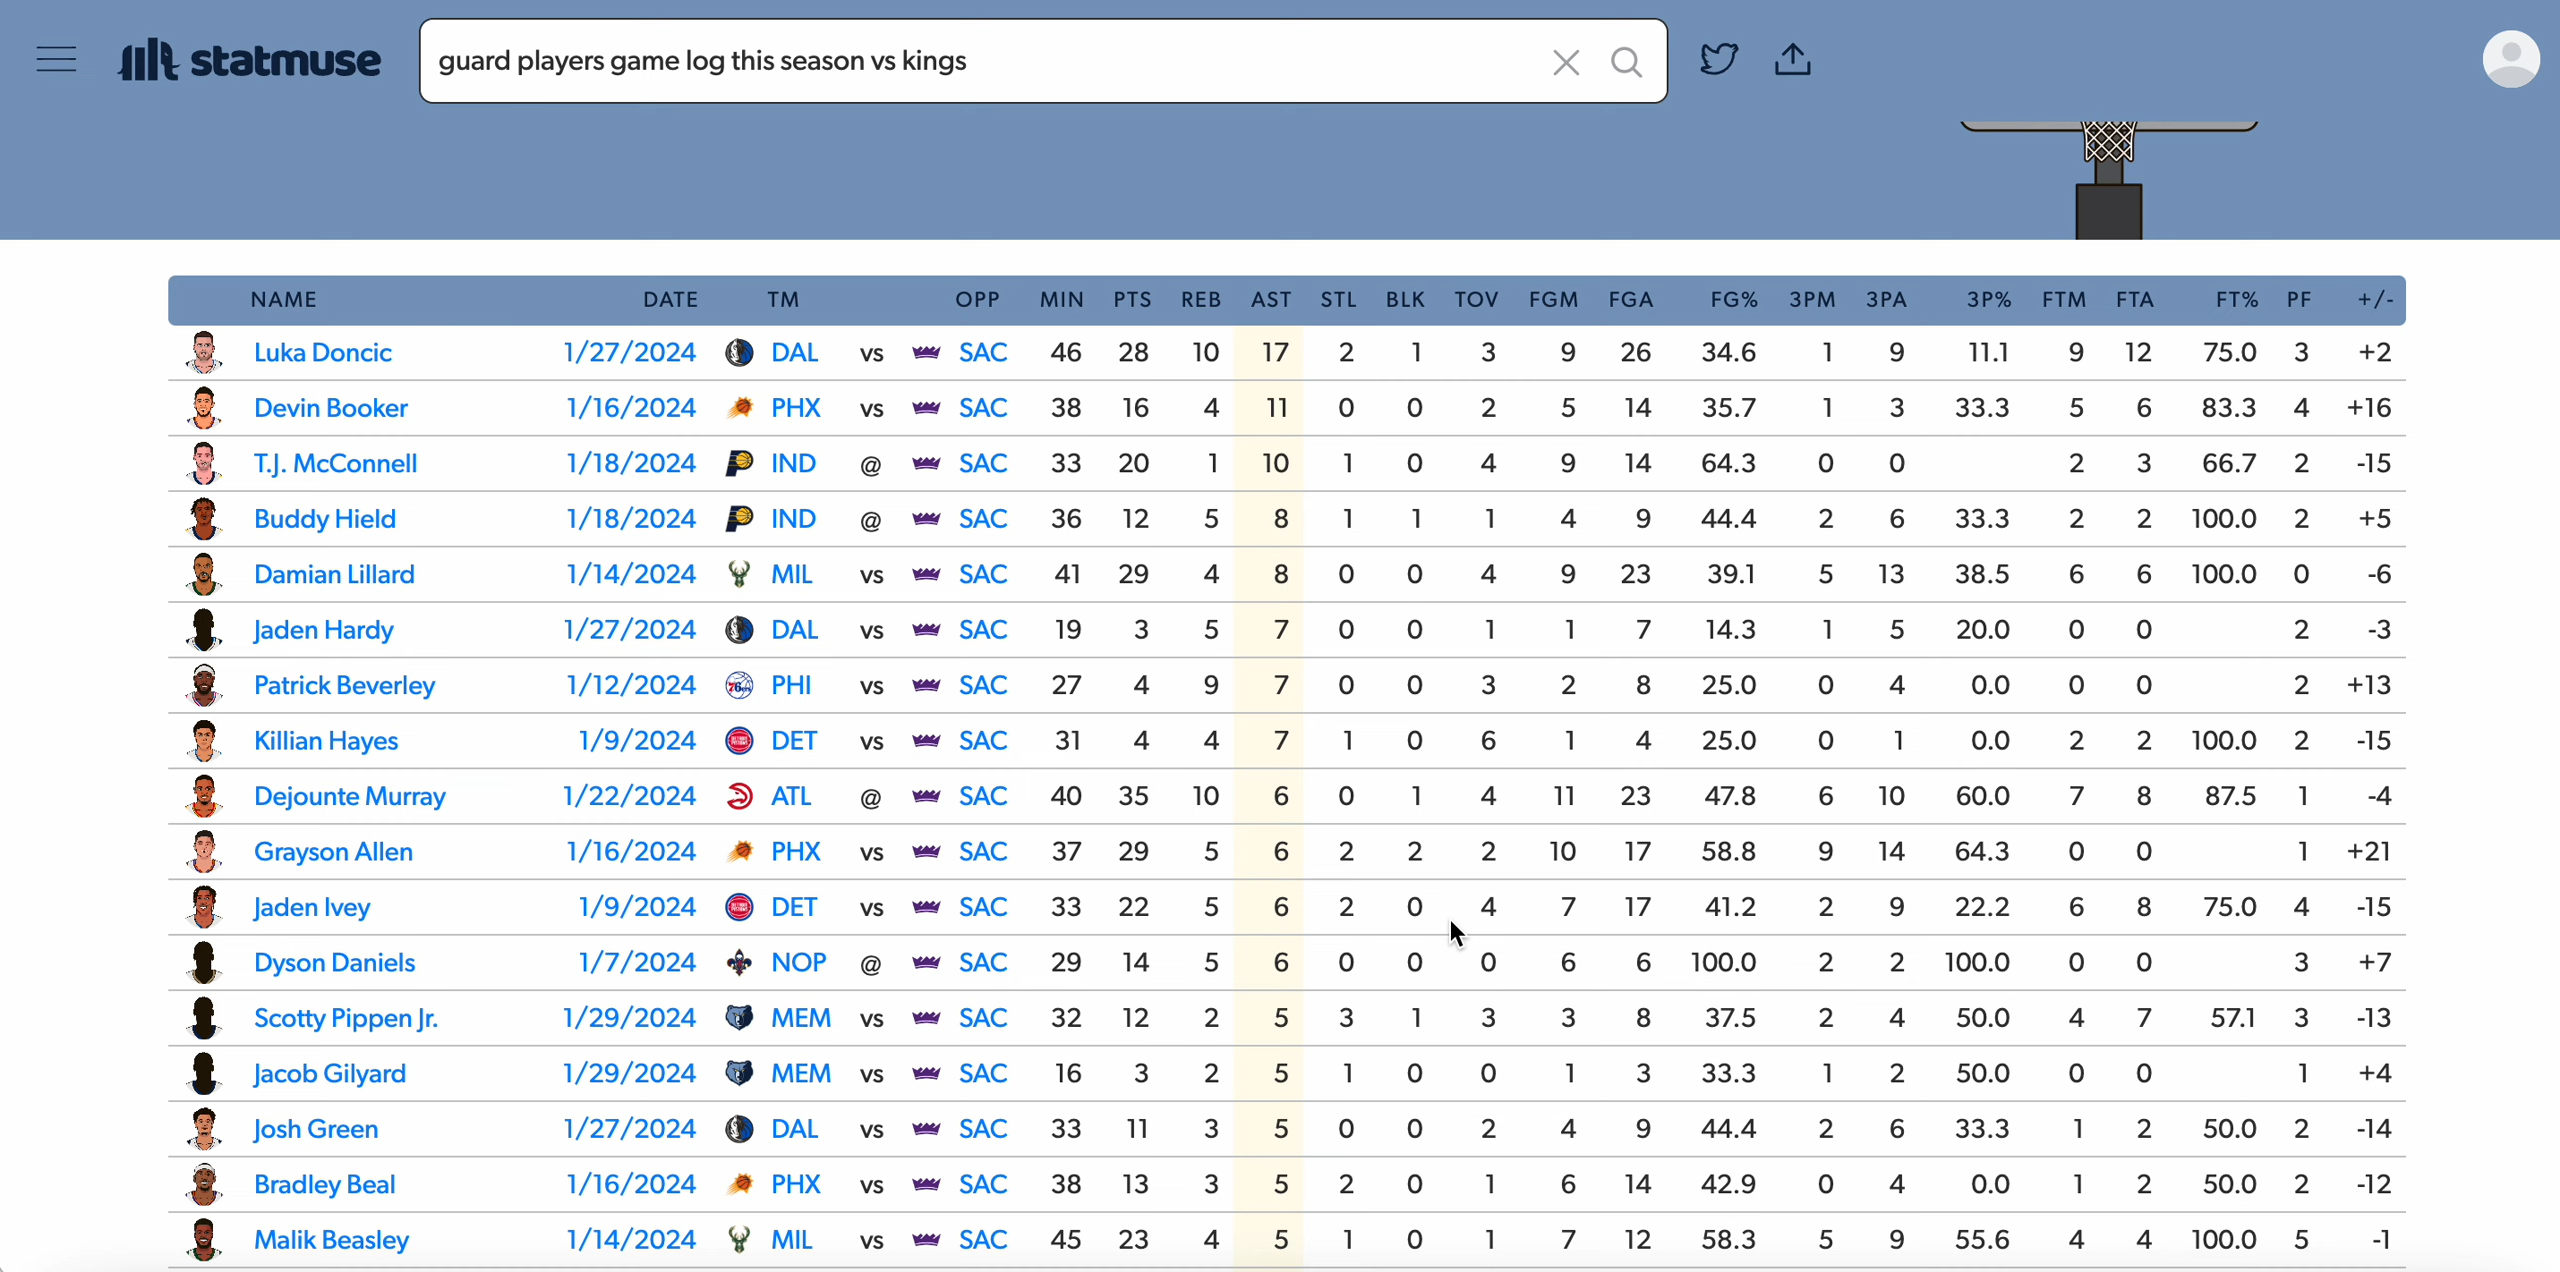 statmuse guard players game log this season vs kings
NAME DATE TM OPP MIN PTS REB AST STL BLK TOV FGM FGA FG% 3PM 3PA 3P% FTM FTA FT% PF +/-
Luka Doncic 1/27/2024 DAL vs SAC 46 28 10 17 2 1 3 9 26 34.6 1 9 11.1 9 12 75.0 3 +2
Devin Booker 1/16/2024 PHX vs SAC 38 16 4 11 0 0 2 5 14 35.7 1 3 33.3 5 6 83.3 4 +16
T.J. McConnell 1/18/2024 IND @ SAC 33 20 1 10 1 0 4 9 14 64.3 0 0 2 3 66.7 2 -15
Buddy Hield 1/18/2024 IND @ SAC 36 12 5 8 1 1 1 4 9 44.4 2 6 33.3 2 2 100.0 2 +5
Damian Lillard 1/14/2024 MIL vs SAC 41 29 4 8 0 0 4 9 23 39.1 5 13 38.5 6 6 100.0 0 -6
Jaden Hardy 1/27/2024 DAL vs SAC 19 3 5 7 0 0 1 1 7 14.3 1 5 20.0 0 0 2 -3
Patrick Beverley 1/12/2024 76ers PHI vs SAC 27 4 9 7 0 0 3 2 8 25.0 0 4 0.0 0 0 2 +13
Killian Hayes 1/9/2024 DET vs SAC 31 4 4 7 1 0 6 1 4 25.0 0 1 0.0 2 2 100.0 2 -15
Dejounte Murray 1/22/2024 ATL @ SAC 40 35 10 6 0 1 4 11 23 47.8 6 10 60.0 7 8 87.5 1 -4
Grayson Allen 1/16/2024 PHX vs SAC 37 29 5 6 2 2 2 10 17 58.8 9 14 64.3 0 0 1 +21
Jaden Ivey 1/9/2024 DET vs SAC 33 22 5 6 2 0 4 7 17 41.2 2 9 22.2 6 8 75.0 4 -15
Dyson Daniels 1/7/2024 NOP @ SAC 29 14 5 6 0 0 0 6 6 100.0 2 2 100.0 0 0 3 +7
Scotty Pippen Jr. 1/29/2024 MEM vs SAC 32 12 2 5 3 1 3 3 8 37.5 2 4 50.0 4 7 57.1 3 -13
Jacob Gilyard 1/29/2024 MEM vs SAC 16 3 2 5 1 0 0 1 3 33.3 1 2 50.0 0 0 1 +4
Josh Green 1/27/2024 DAL vs SAC 33 11 3 5 0 0 2 4 9 44.4 2 6 33.3 1 2 50.0 2 -14
Bradley Beal 1/16/2024 PHX vs SAC 38 13 3 5 2 0 1 6 14 42.9 0 4 0.0 1 2 50.0 2 -12
Malik Beasley 1/14/2024 MIL vs SAC 45 23 4 5 1 0 1 7 12 58.3 5 9 55.6 4 4 100.0 5 -1